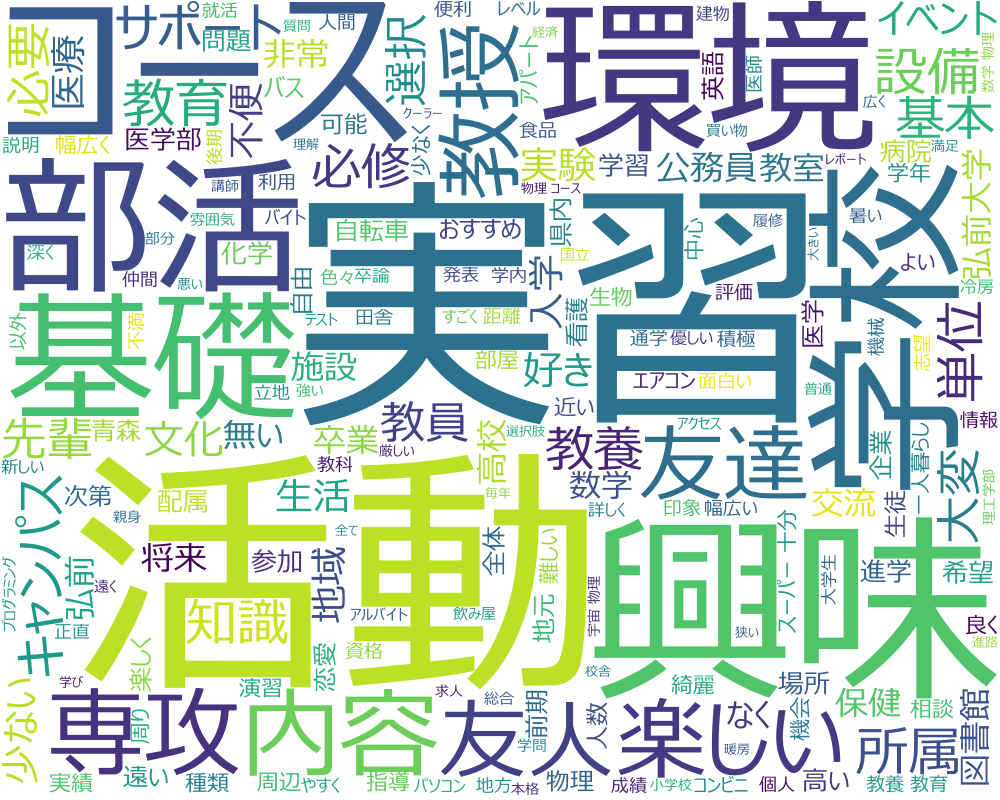 コース
サポート
就活
質問
人間
便利
レベル
建物
経済
イベント
数学 物理
必要
医療
問題
非常
選択
教授
アパート
英語
環境
医師
設備
教育
不便
バス
クーラー
基本
広く
説明
幅広く
医学部
後期
可能
理解
少なく
食品
買い物
レポート
満足
病院
部活
講師
利用
必修
実験
学習
公務員
教室
学年
弘前大学
雰囲気
バイト
物理 コース
履修
暑い
大きい
深く
部分
化学
自転車
おすすめ
県内
中心
学校
よい
冷房
仲間
悪い
自由
色々
卒論
発表
学内
入学
国立
生物
評価
実習
以外
不満
テスト
田舎
すごく
距離
看護
通学
優しい
積極
医学
機械
志望
単位
基礎
立地
強い
施設
部屋
好き
エアコン
面白い
普通
情報
先輩
青森
文化
無い
卒業
教員
近い
選択肢
アクセス
教養
友達
企業
一人暮らし
新しい
厳しい
教科
高校
数学
交流
生徒
大変
理工学部
キャンパス
次第
配属
生活
毎年
詳しく
印象
幅広い
弘前
親身
全て
将来
参加
地域
全体
難しい
スーパー
十分
大学生
進学
希望
プログラミング
遠く
活動
知識
アルバイト
飲み屋
地元
宇宙 物理
興味
狭い
良く
進路
正直
楽しく
恋愛
資格
校舎
学び
専攻
演習
内容
求人
総合
前期
友人
人数
綺麗
楽しい
場所
なく
機会
保健
相談
図書館
少ない
周り
学問
暖房
所属
実績
遠い
種類
周辺
やすく
指導
パソコン
地方
本格
物理
成績
小学校
コンビニ
個人
高い
教養 教育